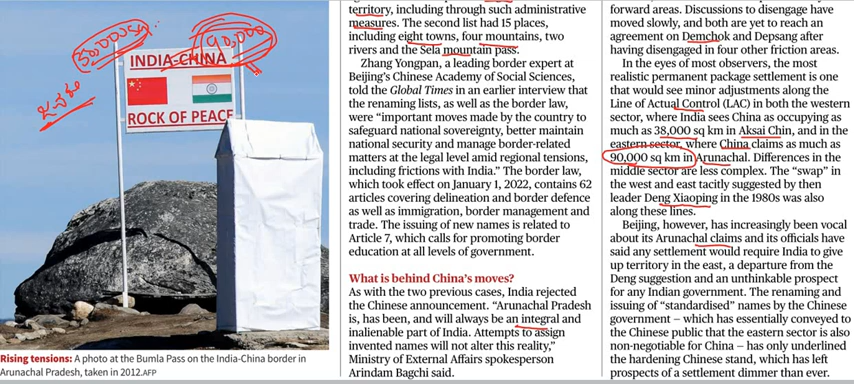 90,000
INDIA-CHINA
ROCK OF PEACE
Rising tensions: A photo at the Bumla Pass on the India-China border in
Arunachal Pradesh, taken in 2012. AFP
territory, including through such administrative
measures. The second list had 15 places,
including eight towns, four mountains, two
rivers and the Sela mountain pass.
Zhang Yongpan, a leading border expert at
Beijing's Chinese Academy of Social Sciences,
told the Global Times in an earlier interview that
the renaming lists, as well as the border law,
were “important moves made by the country to
safeguard national sovereignty, better maintain
national security and manage border-related
matters at the legal level amid regional tensions,
including frictions with India.” The border law,
which took effect on January 1, 2022, contains 62
articles covering delineation and border defence
as well as immigration, border management and
trade. The issuing of new names is related to
Article 7, which calls for promoting border
education at all levels of government.
What is behind China's moves?
As with the two previous cases, India rejected
the Chinese announcement. “Arunachal Pradesh
is, has been, and will always be an integral and
inalienable part of India. Attempts to assign
invented names will not alter this reality,”
Ministry of External Affairs spokesperson
Arindam Bagchi said.
forward areas. Discussions to disengage have
moved slowly, and both are yet to reach an
agreement on Demchok and Depsang after
having disengaged in four other friction areas.
In the eyes of most observers, the most
realistic permanent package settlement is one
that would see minor adjustments along the
Line of Actual Control (LAC) in both the western
sector, where India sees China as occupying as
much as 38,000 sq km in Aksai Chin, and in the
eastern sector, where China claims as much as
90,000 sq km in Arunachal. Differences in the
middle sector are less complex. The “swap” in
the west and east tacitly suggested by then
leader Deng Xiaoping in the 1980s was also
along these lines.
Beijing, however, has increasingly been vocal
about its Arunachal claims and its officials have
said any settlement would require India to give
up territory in the east, a departure from the
Deng suggestion and an unthinkable prospect
for any Indian government. The renaming and
issuing of “standardised” names by the Chinese
government — which has essentially conveyed to
the Chinese public that the eastern sector is also
non-negotiable for China — has only underlined
the hardening Chinese stand, which has left
prospects of a settlement dimmer than ever.